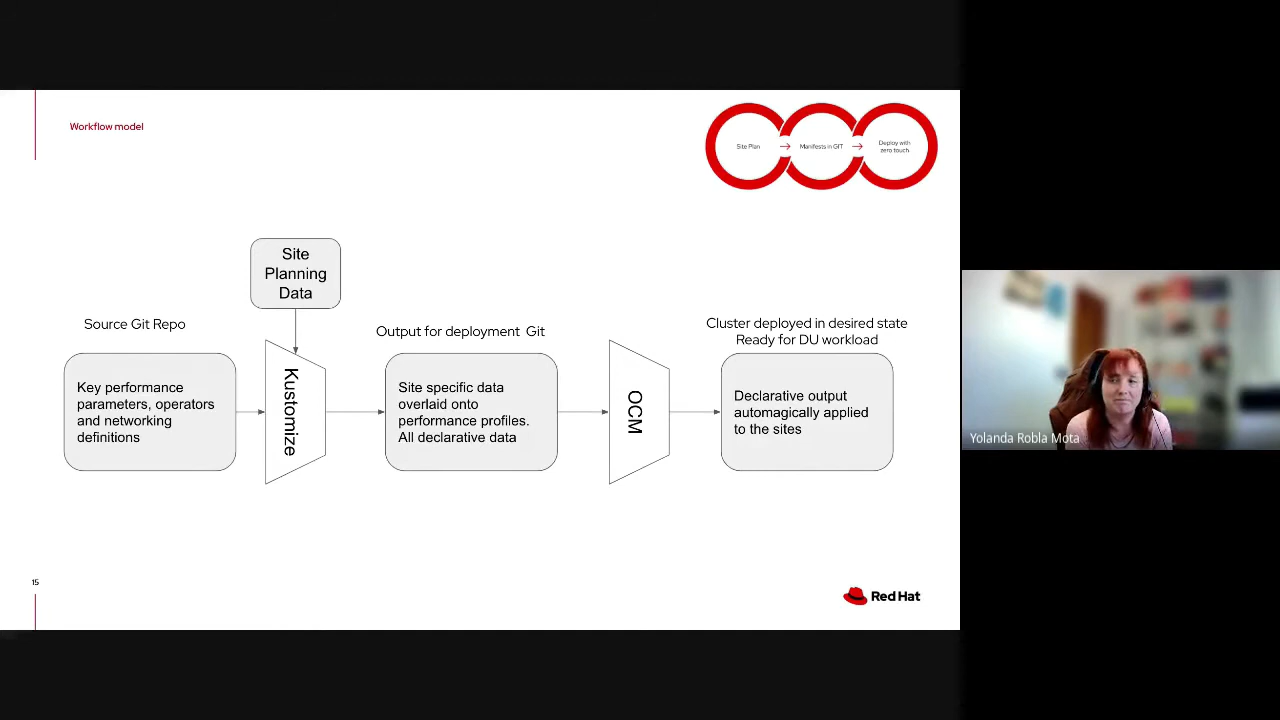 Workflow model
Site Plan
Manifests in GIT
Deploy with
zero touch
Site
Planning
Data
Source Git Repo
Output for deployment Git
Cluster deployed in desired state
Ready for DU workload
Key performance
parameters, operators
and networking
definitions
Kustomize
Site specific data
overlaid onto
performance profiles.
All declarative data
OCM
Declarative output
automagically applied
to the sites
Yolanda Robla Mota
15
Red Hat